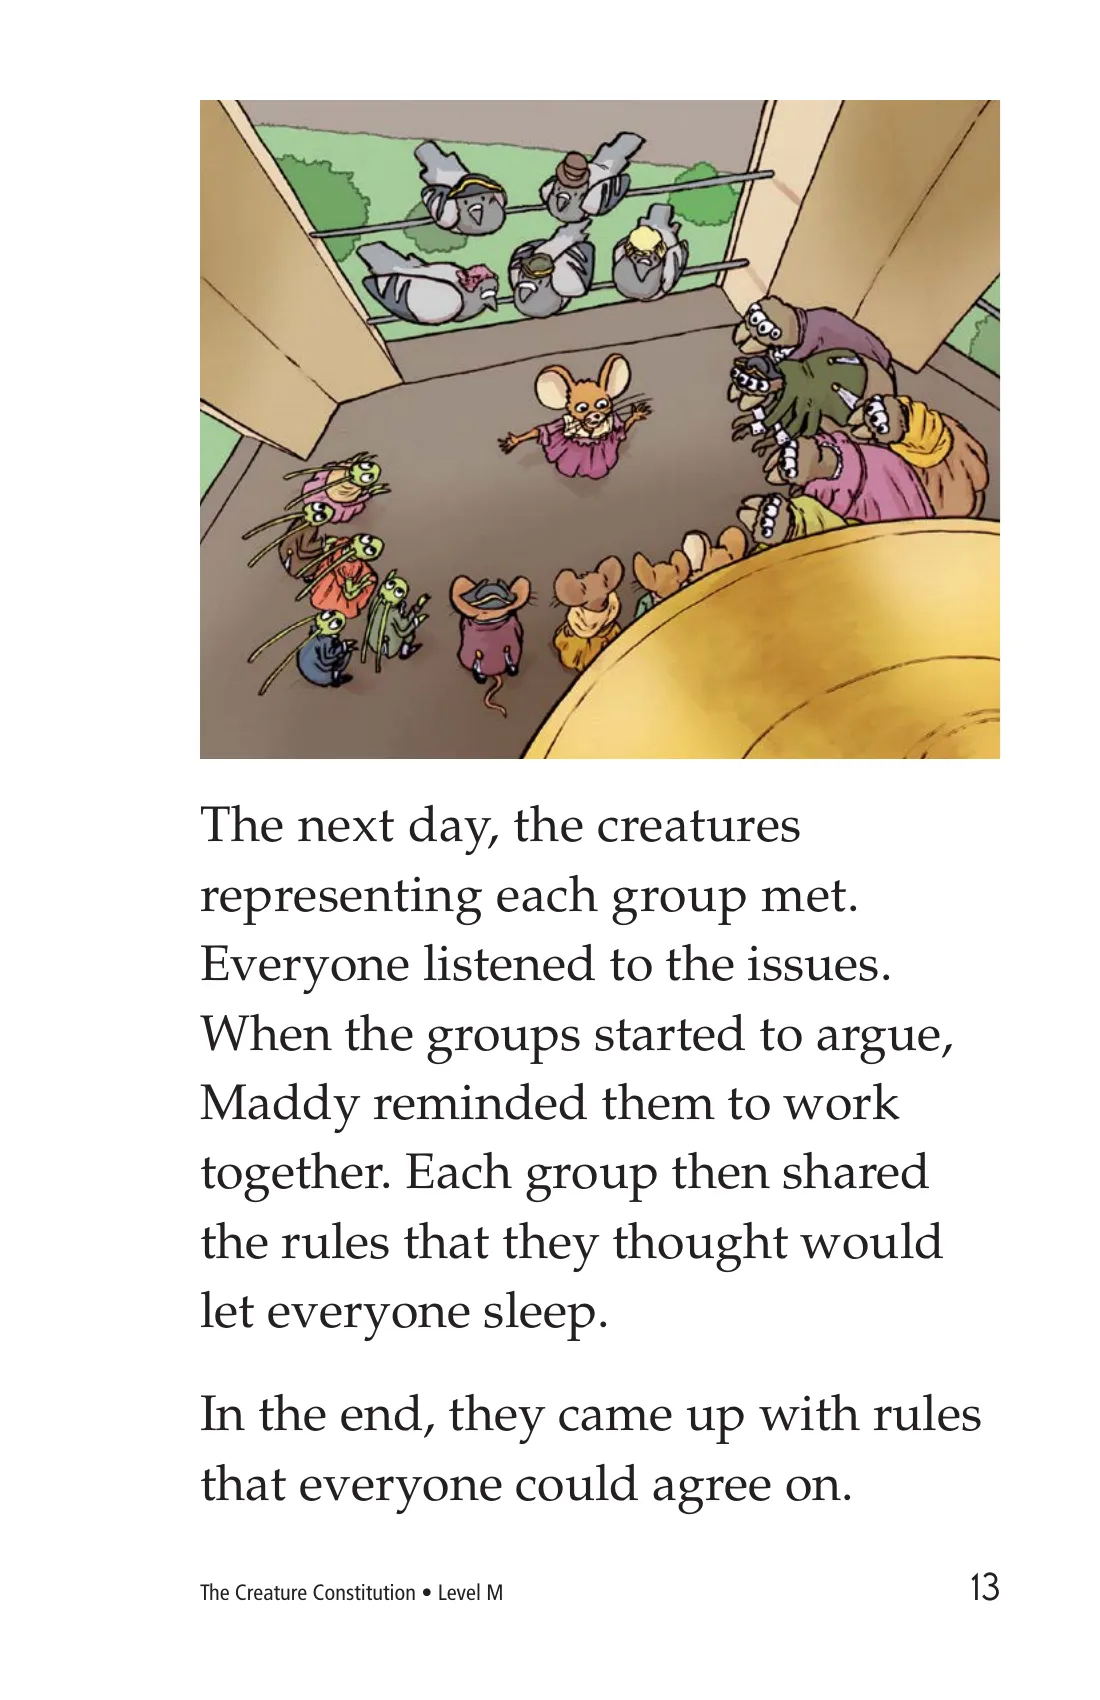 The next day, the creatures
representing each group met.
Everyone listened to the issues.
When the groups started to argue,
Maddy reminded them to work
together. Each group then shared
the rules that they thought would
let everyone sleep.
In the end, they came up with rules
that everyone could agree on.
The Creature Constitution • Level M
13